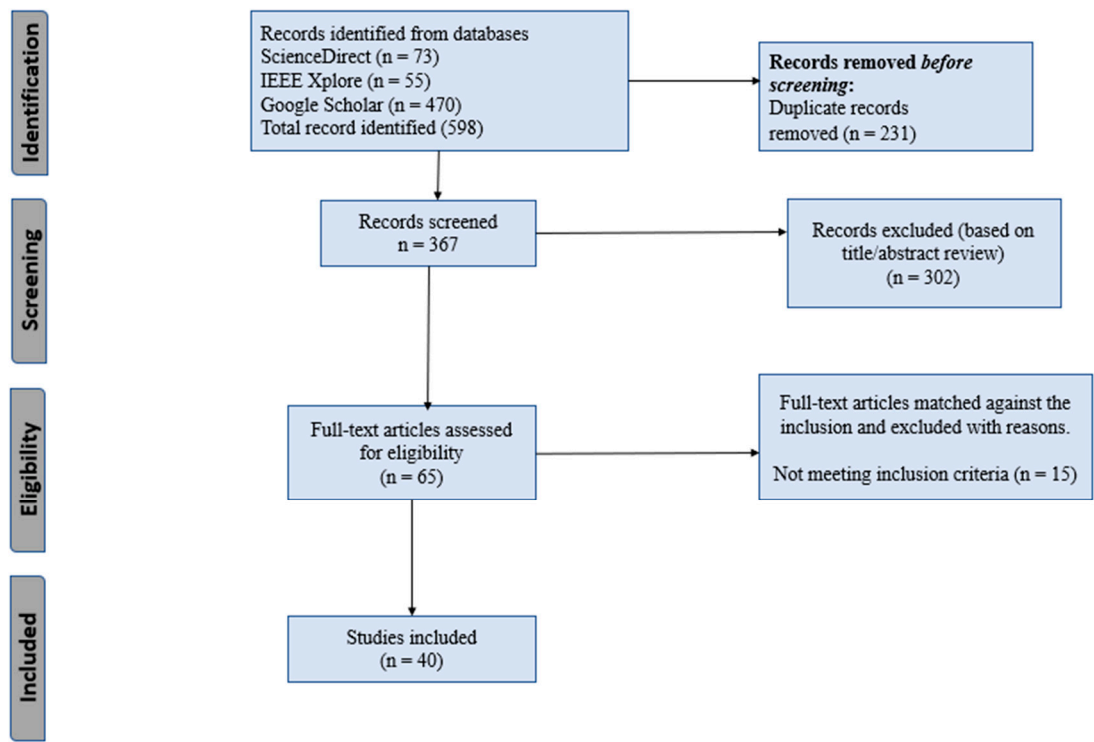 Identification
Records identified from databases
ScienceDirect (n = 73)
IEEE Xplore (n = 55)
Google Scholar (n = 470)
Total record identified (598)
Records removed before
screening:
Duplicate records
removed (n = 231)
Screening
Records screened
n = 367
Records excluded (based on
title/abstract review)
(n = 302)
Eligibility
Full-text articles assessed
for eligibility
(n = 65)
Full-text articles matched against the
inclusion and excluded with reasons.
Not meeting inclusion criteria (n = 15)
Included
Studies included
(n = 40)